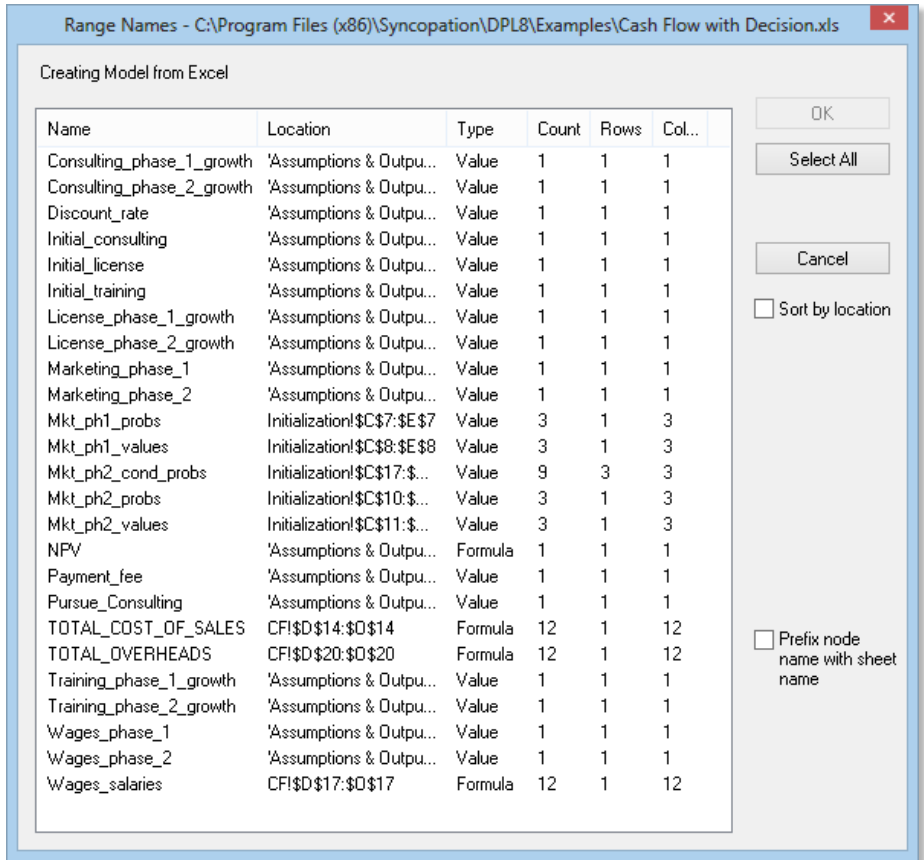 Range Names - C:\Program Files (x86)\Syncopation\DPL8\Examples\Cash Flow with Decision.xls
Creating Model from Excel
Name Location Type Count Rows Col...
Consulting_phase_1_growth 'Assumptions & Outpu... Value 1 1 1
Consulting_phase_2_growth 'Assumptions & Outpu... Value 1 1 1
Discount_rate 'Assumptions & Outpu... Value 1 1 1
Initial_consulting 'Assumptions & Outpu... Value 1 1 1
Initial_license 'Assumptions & Outpu... Value 1 1 1
Initial_training 'Assumptions & Outpu... Value 1 1 1
License_phase_1_growth 'Assumptions & Outpu... Value 1 1 1
License_phase_2_growth 'Assumptions & Outpu... Value 1 1 1
Marketing_phase_1 'Assumptions & Outpu... Value 1 1 1
Marketing_phase_2 'Assumptions & Outpu... Value 1 1 1
Mkt_ph1_probs Initialization!$C$7:$E$7 Value 3 1 3
Mkt_ph1_values Initialization!$C$8:$E$8 Value 3 1 3
Mkt_ph2_cond_probs Initialization!$C$17:$... Value 9 3 3
Mkt_ph2_probs Initialization!$C$10:$... Value 3 1 3
Mkt_ph2_values Initialization!$C$11:$... Value 3 1 3
NPV 'Assumptions & Outpu... Formula 1 1 1
Payment_fee 'Assumptions & Outpu... Value 1 1 1
Pursue_Consulting 'Assumptions & Outpu... Value 1 1 1
TOTAL_COST_OF_SALES CF!$D$14:$O$14 Formula 12 1 12
TOTAL_OVERHEADS CF!$D$20:$O$20 Formula 12 1 12
Training_phase_1_growth 'Assumptions & Outpu... Value 1 1 1
Training_phase_2_growth 'Assumptions & Outpu... Value 1 1 1
Wages_phase_1 'Assumptions & Outpu... Value 1 1 1
Wages_phase_2 'Assumptions & Outpu... Value 1 1 1
Wages_salaries CF!$D$17:$O$17 Formula 12 1 12
OK
Select All
Cancel
Sort by location
Prefix node
name with sheet
name